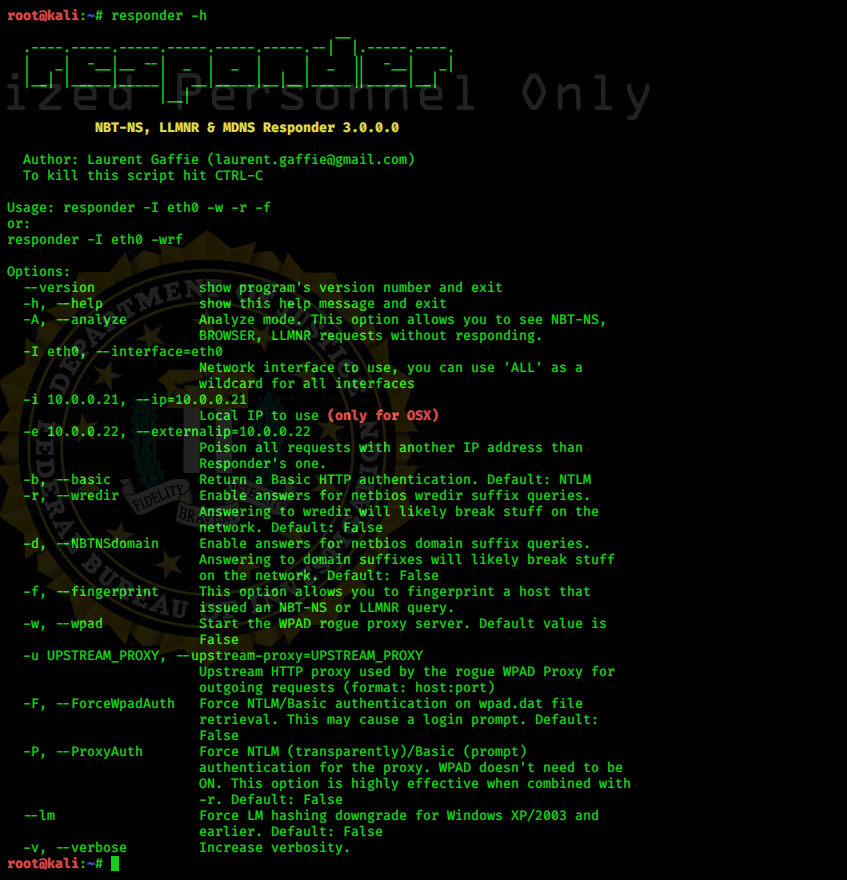 root@kali:~# responder -h
responder
NBT-NS, LLMNR & MDNS Responder 3.0.0.0
Author: Laurent Gaffie (laurent.gaffie@gmail.com)
To kill this script hit CTRL-C
Usage: responder -I eth0 -w -r -f
or:
responder -I eth0 -wrf
Options:
--version show program's version number and exit
-h, --help show this help message and exit
-A, --analyze Analyze mode. This option allows you to see NBT-NS,
BROWSER, LLMNR requests without responding.
-I eth0, --interface=eth0
Network interface to use, you can use 'ALL' as a
wildcard for all interfaces
-i 10.0.0.21, --ip=10.0.0.21
Local IP to use (only for OSX)
-e 10.0.0.22, --externalip=10.0.0.22
Poison all requests with another IP address than
Responder's one.
-b, --basic Return a Basic HTTP authentication. Default: NTLM
-r, --wredir Enable answers for netbios wredir suffix queries.
Answering to wredir will likely break stuff on the
network. Default: False
-d, --NBTNSdomain Enable answers for netbios domain suffix queries.
Answering to domain suffixes will likely break stuff
on the network. Default: False
-f, --fingerprint This option allows you to fingerprint a host that
issued an NBT-NS or LLMNR query.
-w, --wpad Start the WPAD rogue proxy server. Default value is
False
-u UPSTREAM_PROXY, --upstream-proxy=UPSTREAM_PROXY
Upstream HTTP proxy used by the rogue WPAD Proxy for
outgoing requests (format: host:port)
-F, --ForceWpadAuth Force NTLM/Basic authentication on wpad.dat file
retrieval. This may cause a login prompt. Default:
False
-P, --ProxyAuth Force NTLM (transparently)/Basic (prompt)
authentication for the proxy. WPAD doesn't need to be
ON. This option is highly effective when combined with
-r. Default: False
--lm Force LM hashing downgrade for Windows XP/2003 and
earlier. Default: False
-v, --verbose Increase verbosity.
root@kali:~#
ized Personnel Only
DEPARTMENT OF JUSTICE
FEDERAL BUREAU OF INVESTIGATION
FIDELITY